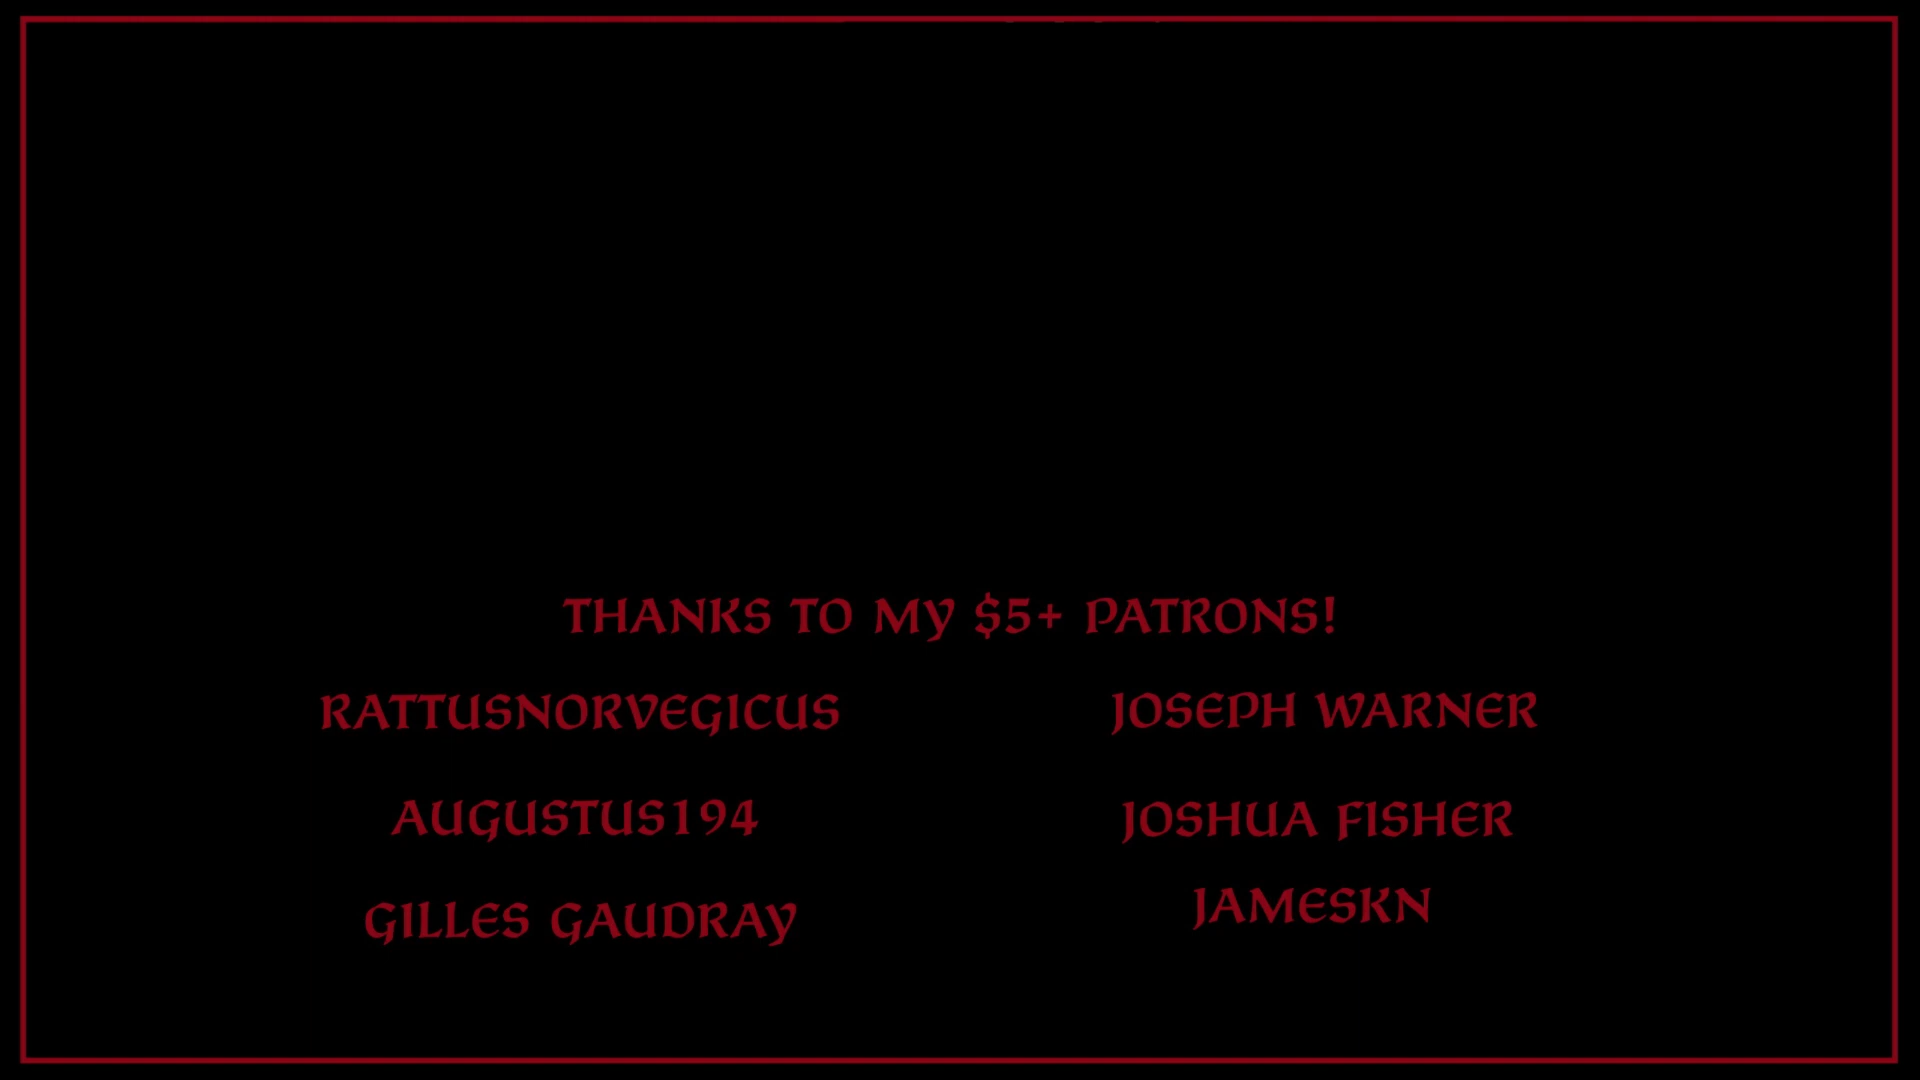 THANKS TO MY $5+ PATRONS!
RATTUSNORVEGICUS
JOSEPH WARNER
AUGUSTUS194
JOSHUA FISHER
GILLES GAUDRAY
JAMESKN